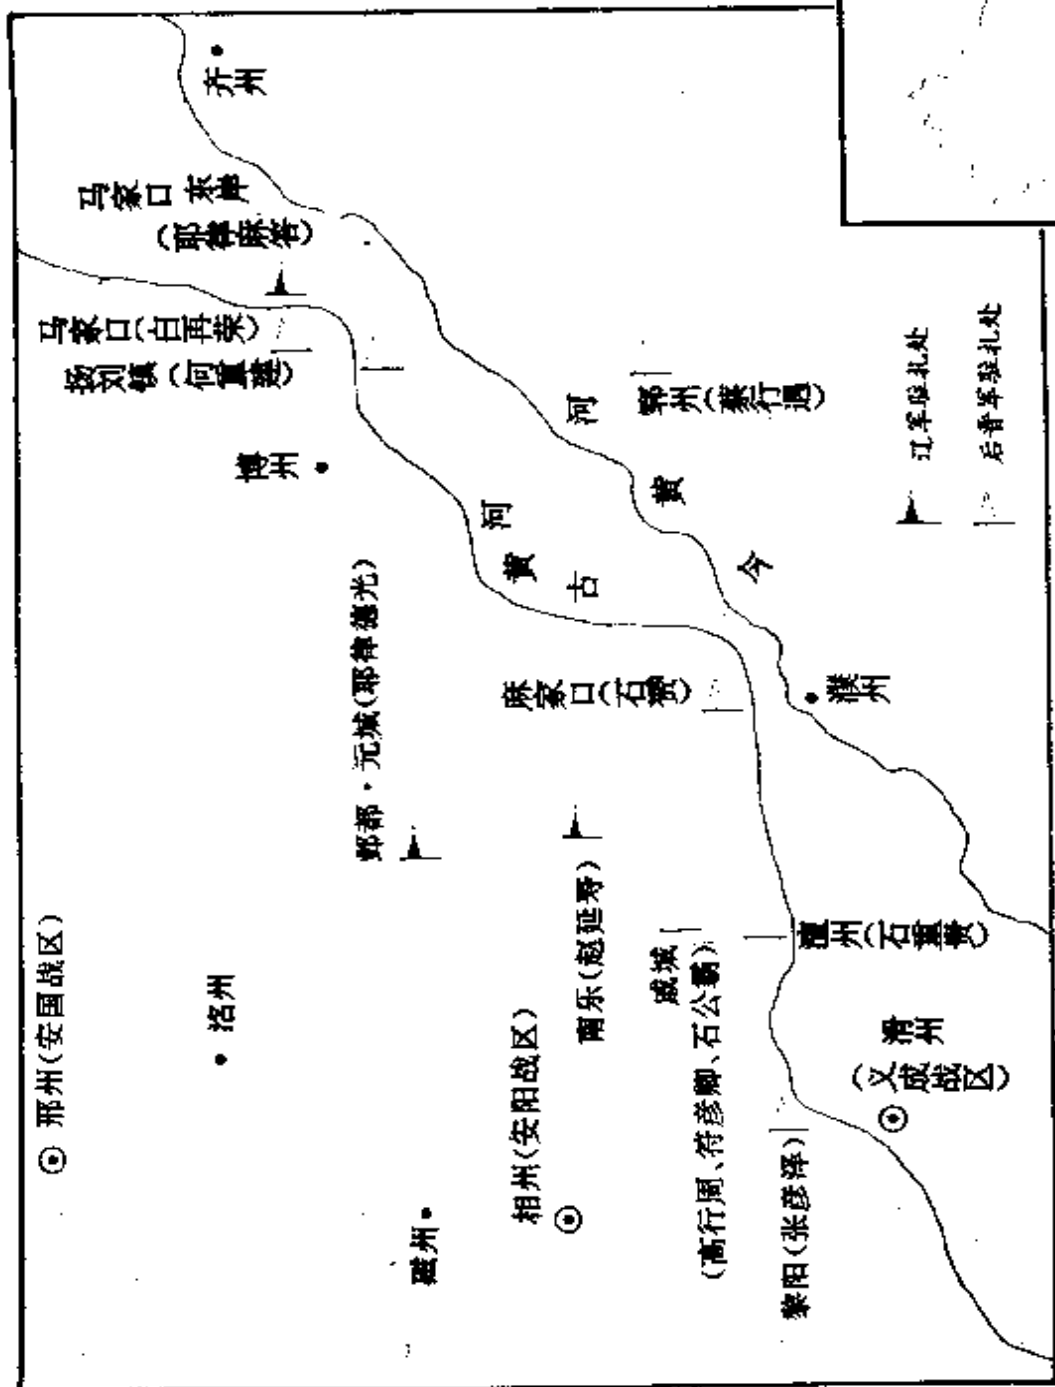 邢州(安国战区)
洺州
磁州
相州(安阳战区)
邺都·元城(耶律德光)
南乐(赵延寿)
戚城
(高行周、符彦卿、石公霸)
黎阳(张彦泽)
滑州
(义成战区)
澶州(石重贵)
麻家口(石赟)
濮州
博州
杨刘镇(何重建)
马家口(白再荣)
马家口 东岸
(耶律麻答)
齐州
郓州(蔡行遇)
古
黄
河
今
黄
河
辽军驻扎处
后晋军驻扎处